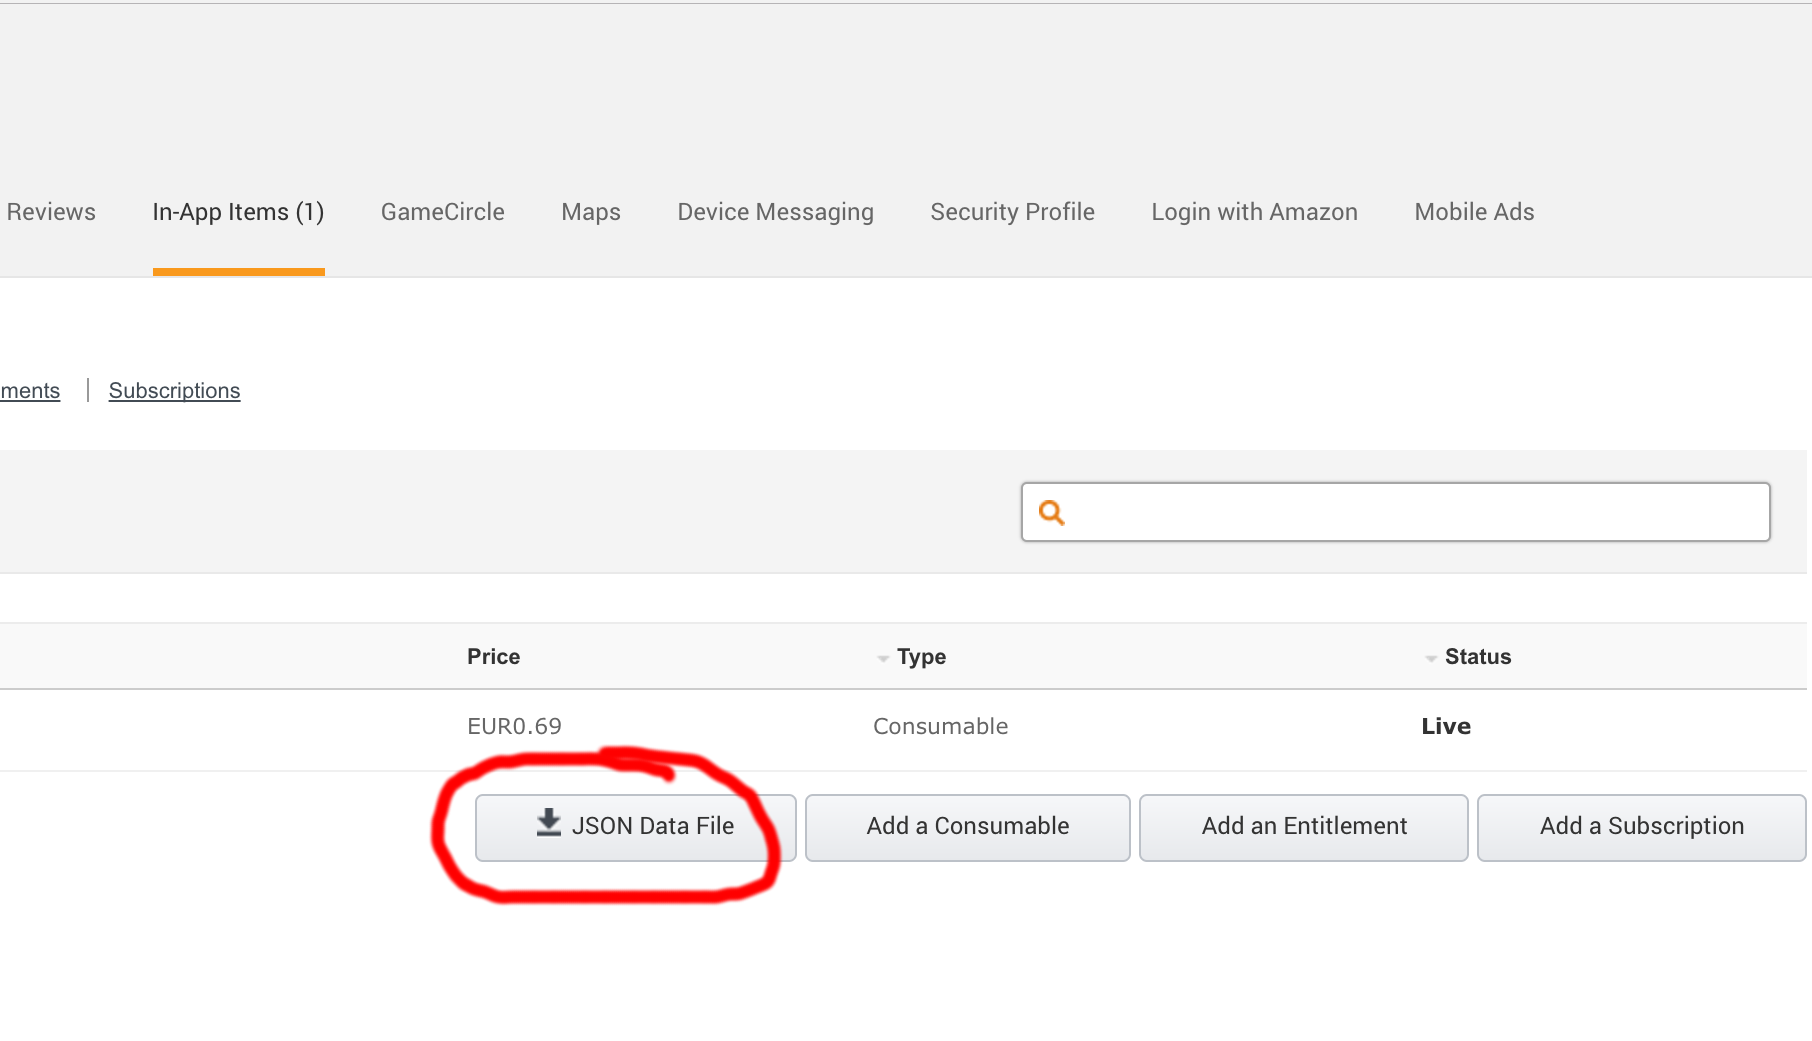 Reviews In-App Items (1) GameCircle Maps Device Messaging Security Profile Login with Amazon Mobile Ads
ments | Subscriptions
Price Type Status
EUR0.69 Consumable Live
JSON Data File Add a Consumable Add an Entitlement Add a Subscription